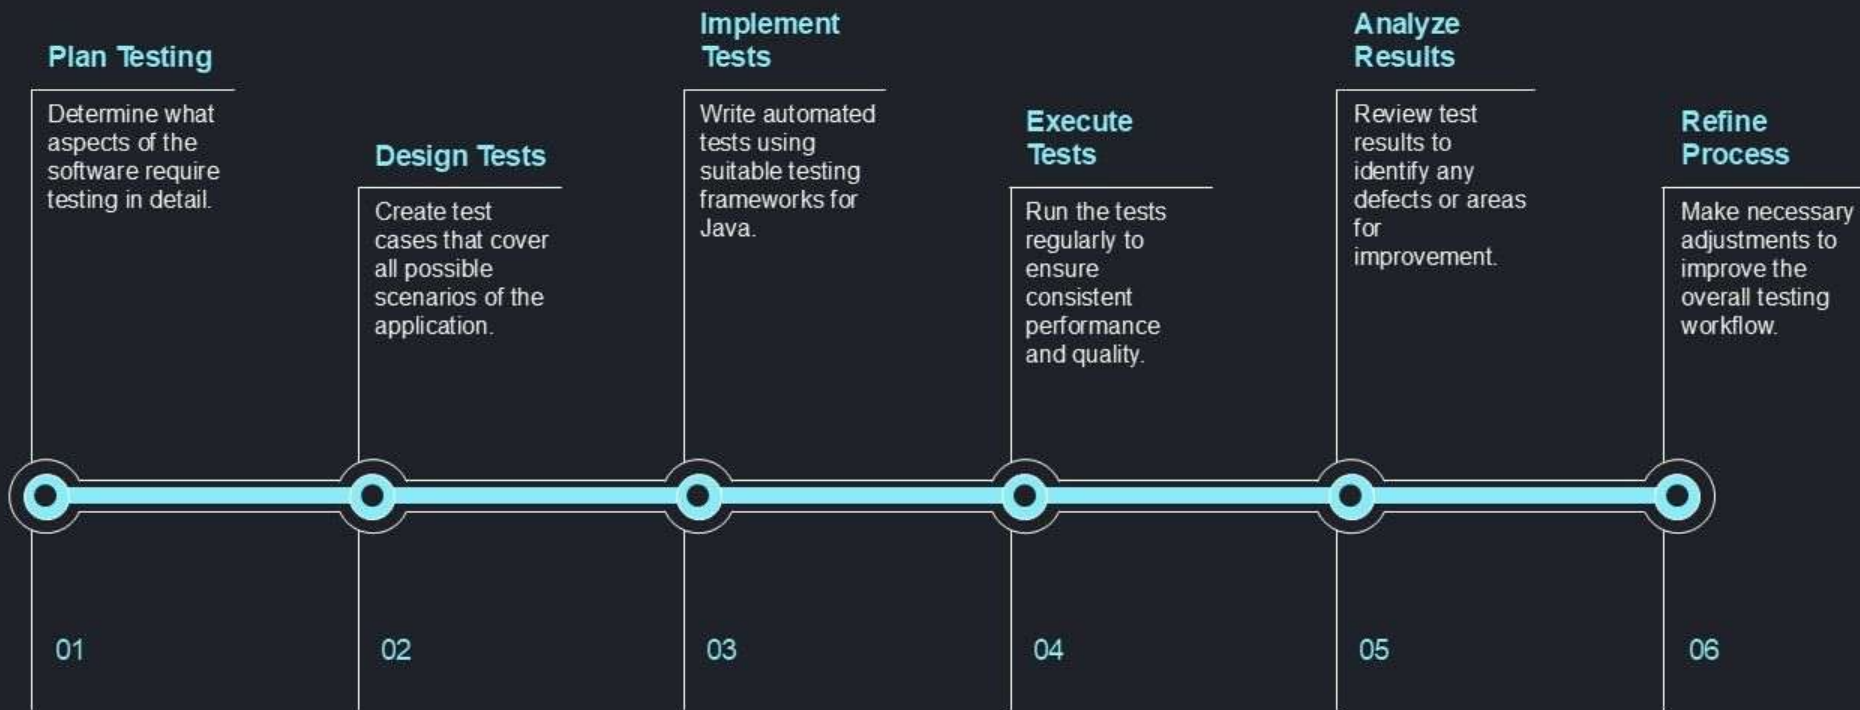 Plan Testing
Determine what
aspects of the
software require
testing in detail.
01
Design Tests
Create test
cases that cover
all possible
scenarios of the
application.
02
Implement
Tests
Write automated
tests using
suitable testing
frameworks for
Java.
03
Execute
Tests
Run the tests
regularly to
ensure
consistent
performance
and quality.
04
Analyze
Results
Review test
results to
identify any
defects or areas
for
improvement.
05
Refine
Process
Make necessary
adjustments to
improve the
overall testing
workflow.
06